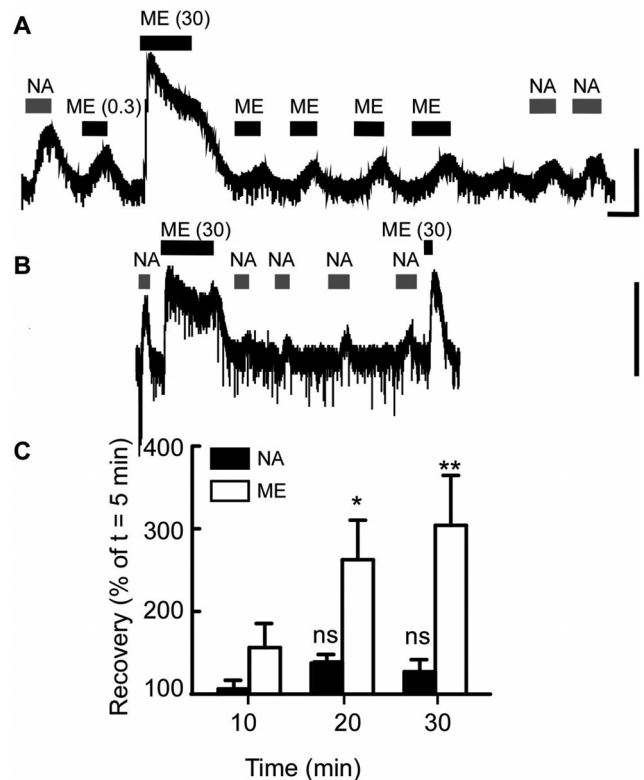 A
ME (30)
NA
ME (0.3)
ME
ME
ME
ME
NA
NA
B
ME (30)
ME (30)
NA
NA
NA
NA
NA
C
Recovery (% of t = 5 min)
400
300
200
100
NA
ME
ns
*
ns
**
10
20
30
Time (min)